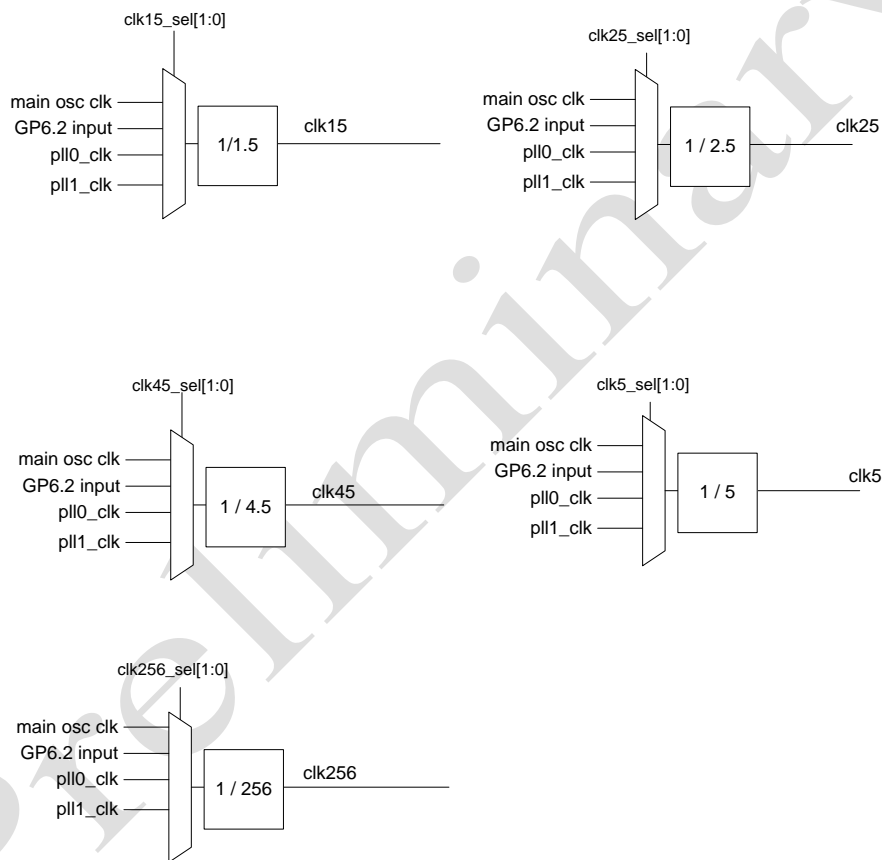 clk15_sel[1:0]
main osc clk
GP6.2 input
pll0_clk
pll1_clk
1/1.5
clk15
clk25_sel[1:0]
main osc clk
GP6.2 input
pll0_clk
pll1_clk
1 / 2.5
clk25
clk45_sel[1:0]
main osc clk
GP6.2 input
pll0_clk
pll1_clk
1 / 4.5
clk45
clk5_sel[1:0]
main osc clk
GP6.2 input
pll0_clk
pll1_clk
1 / 5
clk5
clk256_sel[1:0]
main osc clk
GP6.2 input
pll0_clk
pll1_clk
1 / 256
clk256
Preliminary